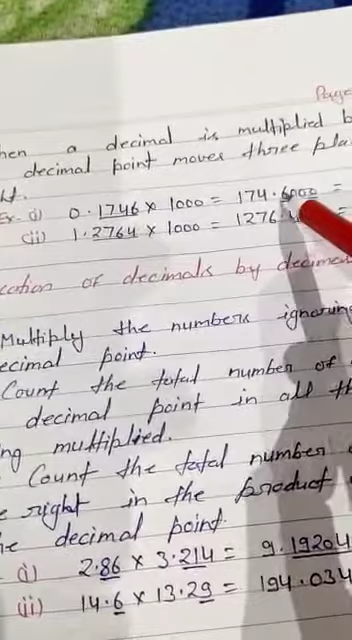 Page
hen a decimal is multiplied b
decimal point moves three pla
ht.
Ex. (i) 0.1746 × 1000 = 174.6000 =
(ii) 1.2764 × 1000 = 1276.4 =
cation of decimals by decima
Multiply the numbers ignoring
ecimal point.
Count the total number of
decimal point in all th
ng multiplied.
Count the total number
e right in the product
he decimal point.
(i) 2.86 × 3.214 = 9.19204
(ii) 14.6 × 13.29 = 194.034